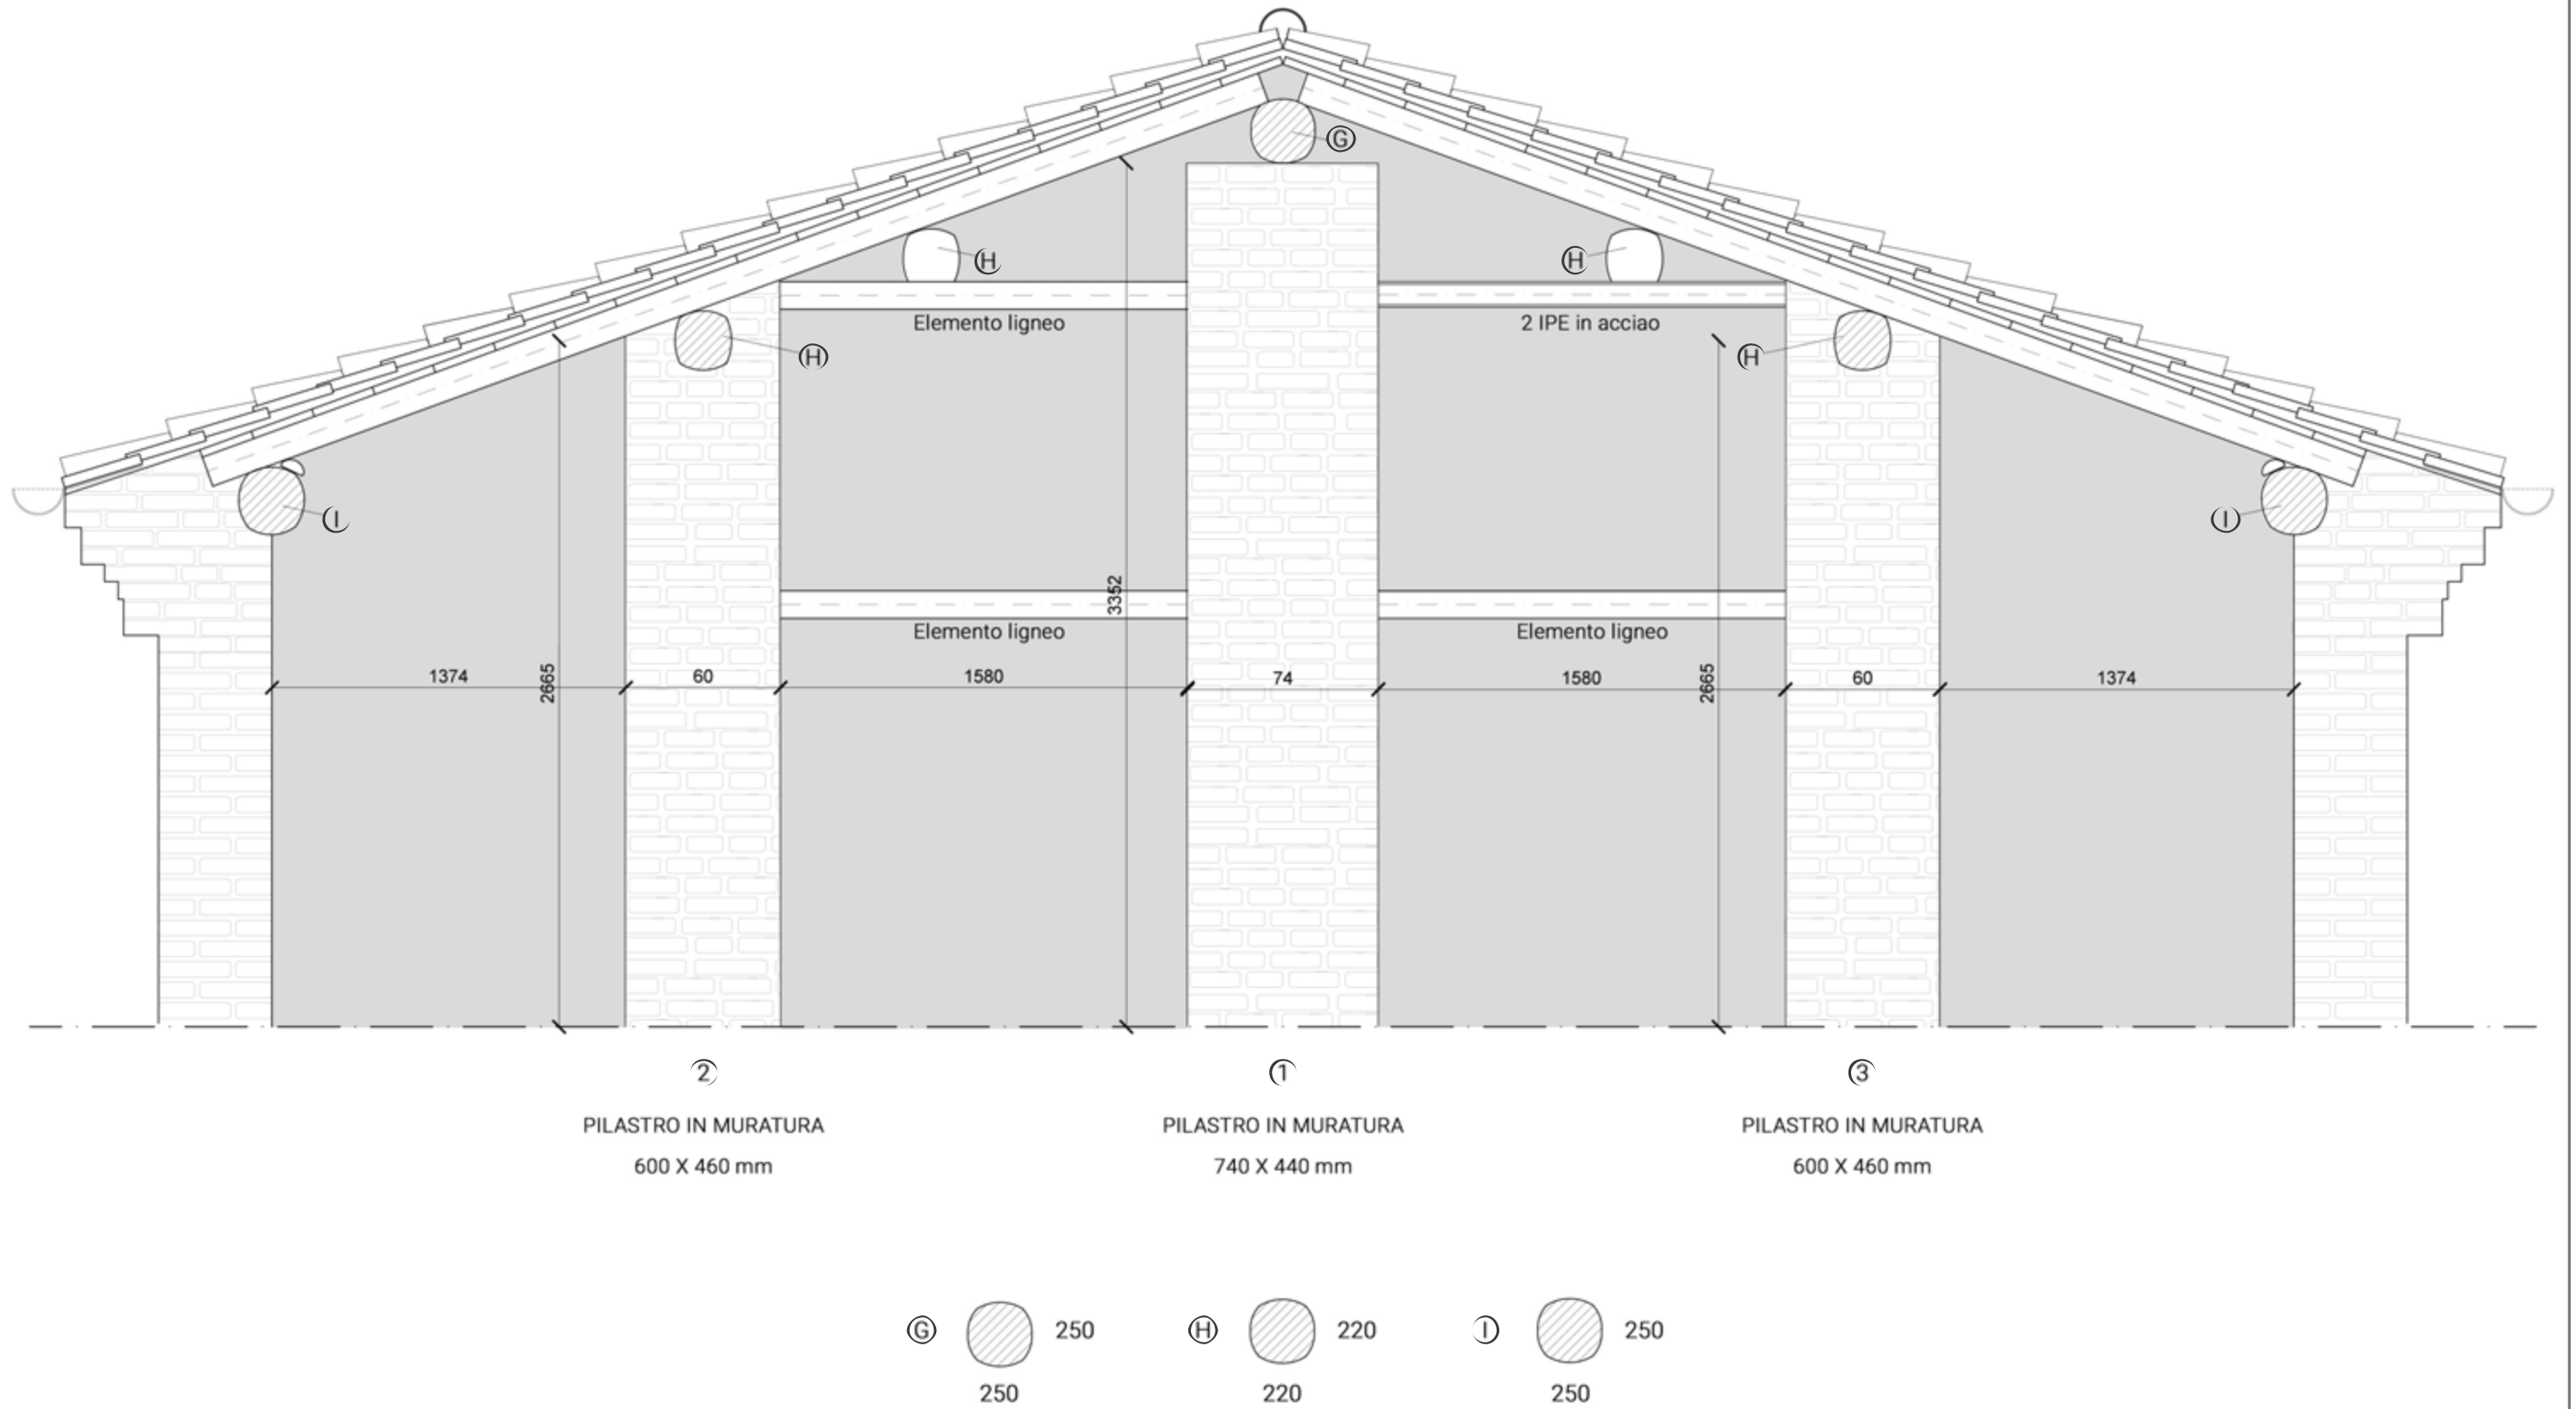 G
H
H
Elemento ligneo
2 IPE in acciao
H
H
I
I
3352
Elemento ligneo
Elemento ligneo
1374
2665
60
1580
74
1580
2665
60
1374
2
1
3
PILASTRO IN MURATURA
600 X 460 mm
PILASTRO IN MURATURA
740 X 440 mm
PILASTRO IN MURATURA
600 X 460 mm
G 250
250
H 220
220
I 250
250